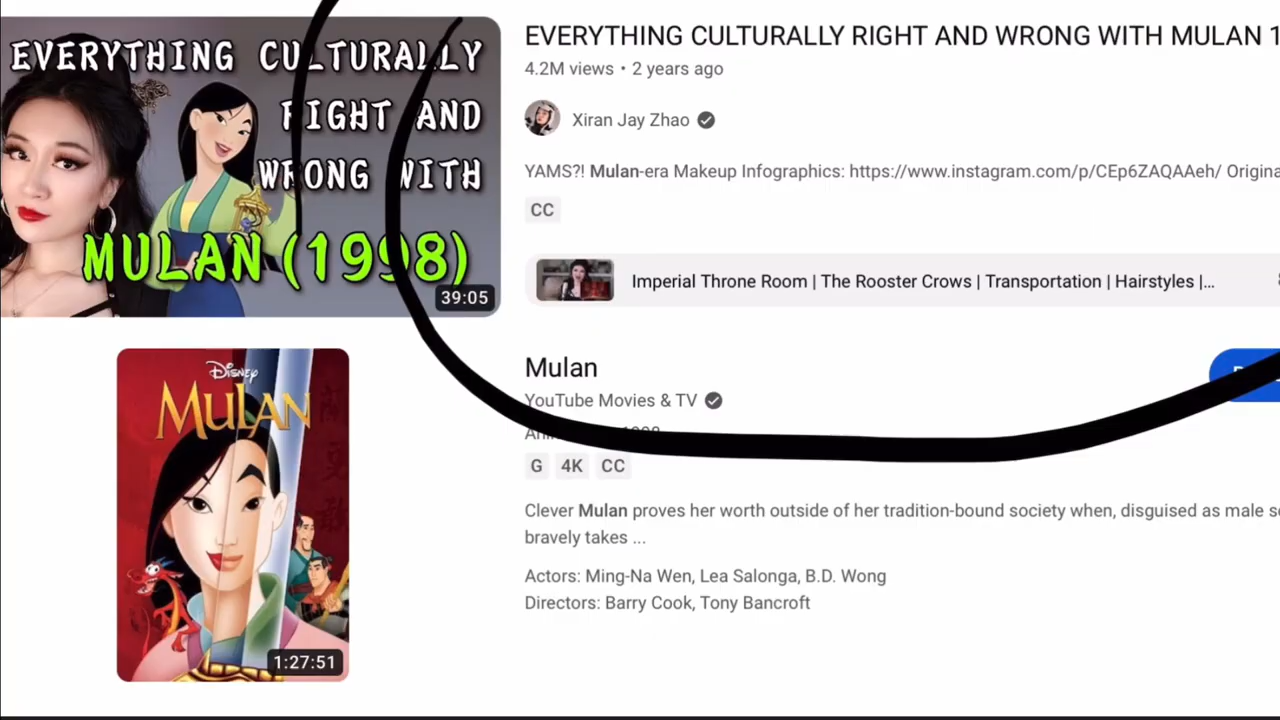 EVERYTHING CULTURALLY
RIGHT AND
WRONG WITH
MULAN (1998)
39:05
EVERYTHING CULTURALLY RIGHT AND WRONG WITH MULAN 1
4.2M views • 2 years ago
Xiran Jay Zhao
YAMS?! Mulan-era Makeup Infographics: https://www.instagram.com/p/CEp6ZAQAAeh/ Origina
CC
Imperial Throne Room | The Rooster Crows | Transportation | Hairstyles |...
DISNEY
MULAN
1:27:51
Mulan
YouTube Movies & TV
G 4K CC
Clever Mulan proves her worth outside of her tradition-bound society when, disguised as male s
bravely takes ...
Actors: Ming-Na Wen, Lea Salonga, B.D. Wong
Directors: Barry Cook, Tony Bancroft